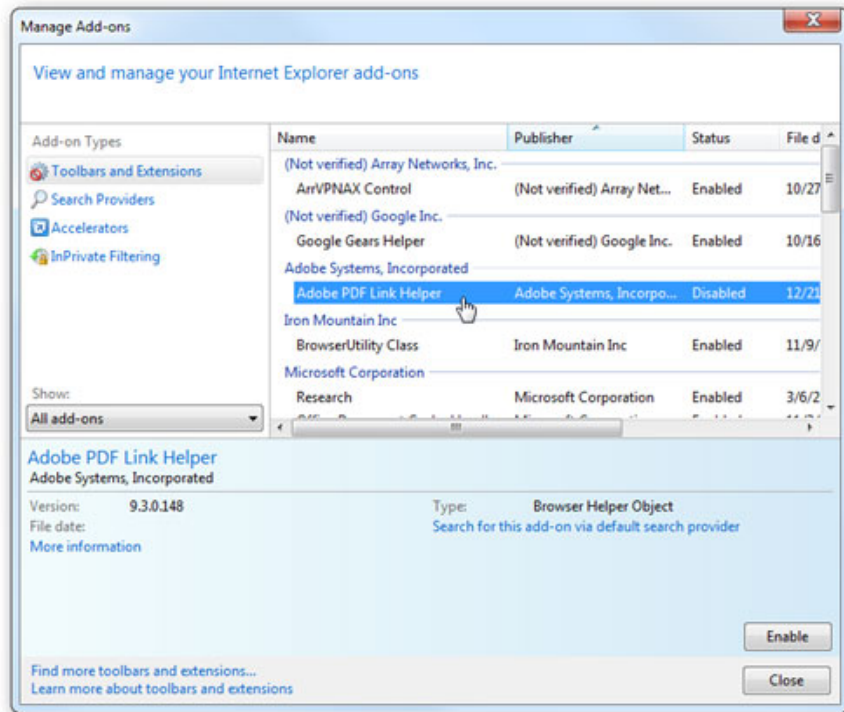 Manage Add-ons
View and manage your Internet Explorer add-ons
Add-on Types
Toolbars and Extensions
Search Providers
Accelerators
InPrivate Filtering
Show:
All add-ons
Name Publisher Status File d
(Not verified) Array Networks, Inc.
ArrVPNAX Control (Not verified) Array Net... Enabled 10/27
(Not verified) Google Inc.
Google Gears Helper (Not verified) Google Inc. Enabled 10/16
Adobe Systems, Incorporated
Adobe PDF Link Helper Adobe Systems, Incorpo... Disabled 12/21
Iron Mountain Inc
BrowserUtility Class Iron Mountain Inc Enabled 11/9/
Microsoft Corporation
Research Microsoft Corporation Enabled 3/6/2
Adobe PDF Link Helper
Adobe Systems, Incorporated
Version: 9.3.0.148 Type: Browser Helper Object
File date: Search for this add-on via default search provider
More information
Enable
Find more toolbars and extensions...
Learn more about toolbars and extensions
Close